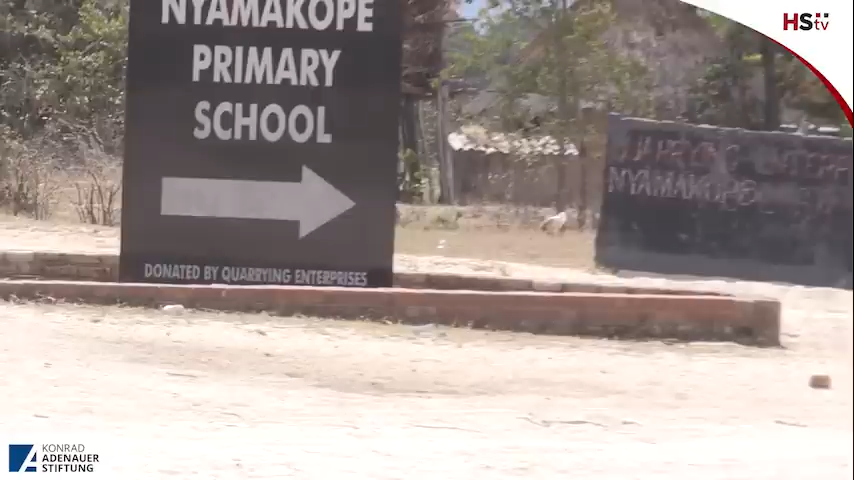 HStv
NYAMAKOPE
PRIMARY
SCHOOL
DONATED BY QUARRYING ENTERPRISES
NYAMAKOPE
KONRAD
ADENAUER
STIFTUNG